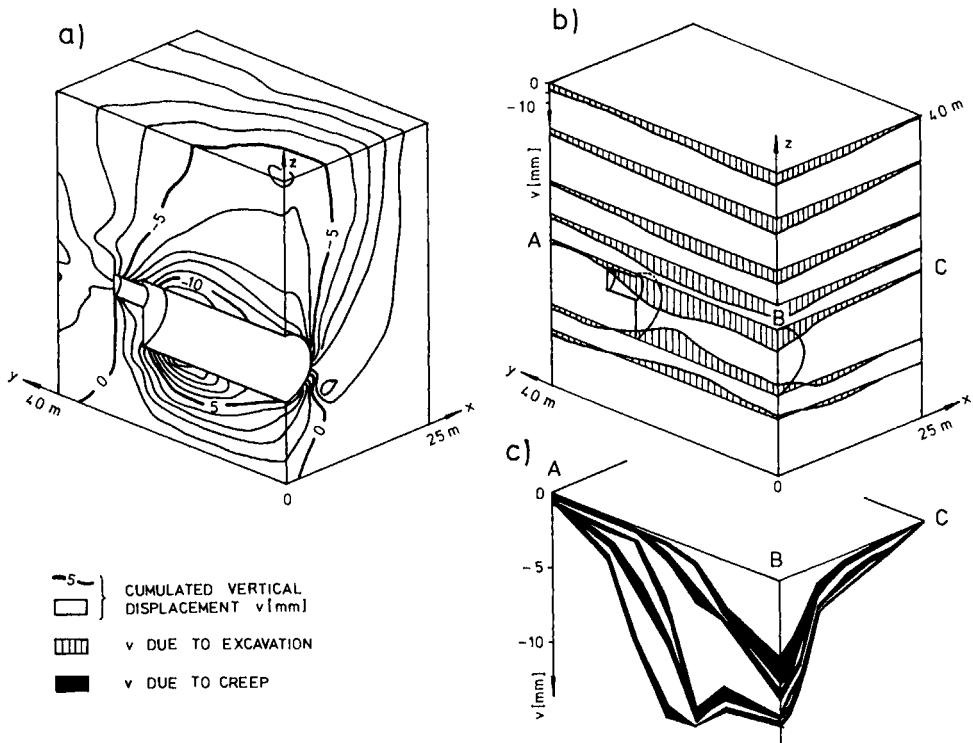 a)
-5
z
-5
-10
5
0
0
y
40 m
x
25 m
0
b)
0
-10
v [mm]
40 m
z
A
C
B
y
40 m
x
25 m
0
c)
A
0
C
B
-5
-10
v [mm]
-5 CUMULATED VERTICAL
DISPLACEMENT v[mm]
v DUE TO EXCAVATION
v DUE TO CREEP